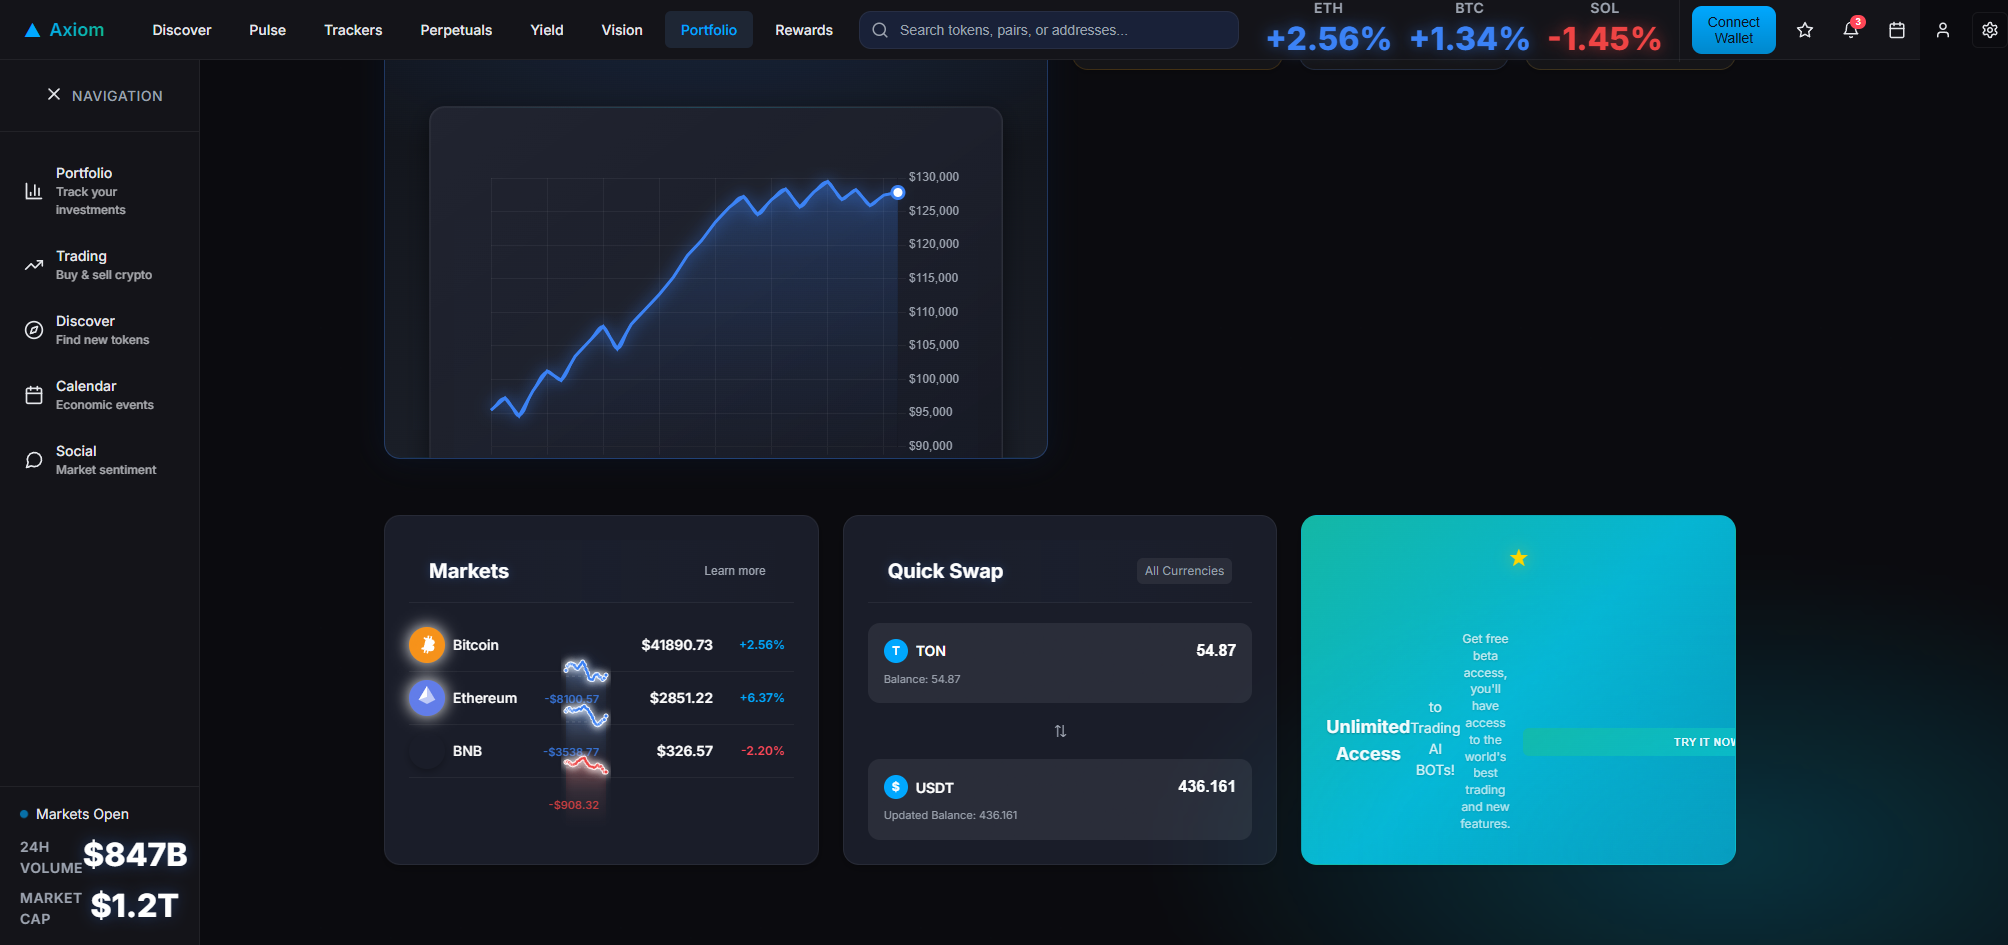 Axiom
Discover
Pulse
Trackers
Perpetuals
Yield
Vision
Portfolio
Rewards
Search tokens, pairs, or addresses...
ETH
+2.56%
BTC
+1.34%
SOL
-1.45%
Connect
Wallet
3
NAVIGATION
Portfolio
Track your
investments
Trading
Buy & sell crypto
Discover
Find new tokens
Calendar
Economic events
Social
Market sentiment
Markets Open
24H
VOLUME
$847B
MARKET
CAP
$1.2T
$130,000
$125,000
$120,000
$115,000
$110,000
$105,000
$100,000
$95,000
$90,000
Markets
Learn more
Bitcoin
$41890.73
+2.56%
Ethereum
-$8100.57
$2851.22
+6.37%
BNB
-$3538.77
$326.57
-2.20%
-$908.32
Quick Swap
All Currencies
T
TON
54.87
Balance: 54.87
$
USDT
436.161
Updated Balance: 436.161
Unlimited
Access
to
Trading
AI
BOTs!
Get free
beta
access,
you'll
have
access
to the
world's
best
trading
and new
features.
TRY IT NOW